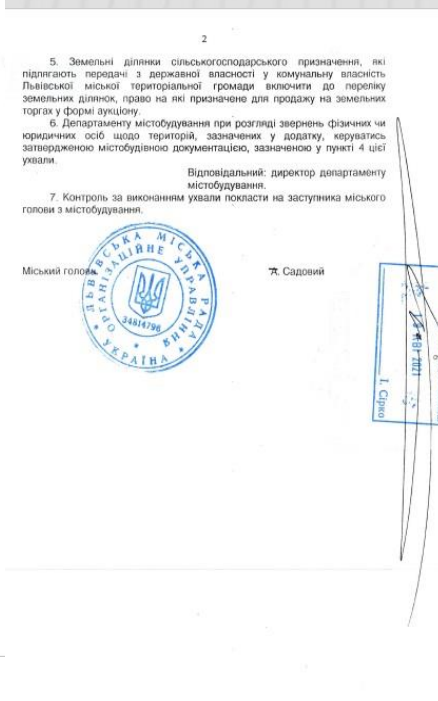 2
5. Земельні ділянки сільськогосподарського призначення, які
підлягають передачі з державної власності у комунальну власність
Львівської міської територіальної громади включити до переліку
земельних ділянок, право на які призначене для продажу на земельних
торгах у формі аукціону.
6. Департаменту містобудування при розгляді звернень фізичних чи
юридичних осіб щодо територій, зазначених у додатку, керуватись
затвердженою містобудівною документацією, зазначеною у пункті 4 цієї
ухвали.
Відповідальний: директор департаменту
містобудування.
7. Контроль за виконанням ухвали покласти на заступника міського
голови з містобудування.
Міський голова
А. Садовий
ЛЬВІВСЬКА МІСЬКА РАДА
ОРГАНІЗАЦІЙНЕ УПРАВЛІННЯ
34814796
УКРАЇНА
2021
І. Сірко